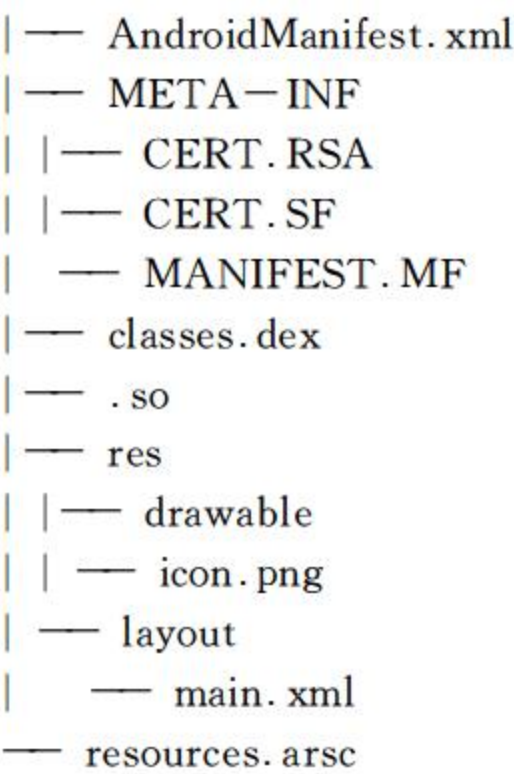 |— AndroidManifest.xml
|— META—INF
| |— CERT.RSA
| |— CERT.SF
| — MANIFEST.MF
|— classes.dex
|— .so
|— res
| |— drawable
| | — icon.png
| — layout
| — main.xml
— resources.arsc